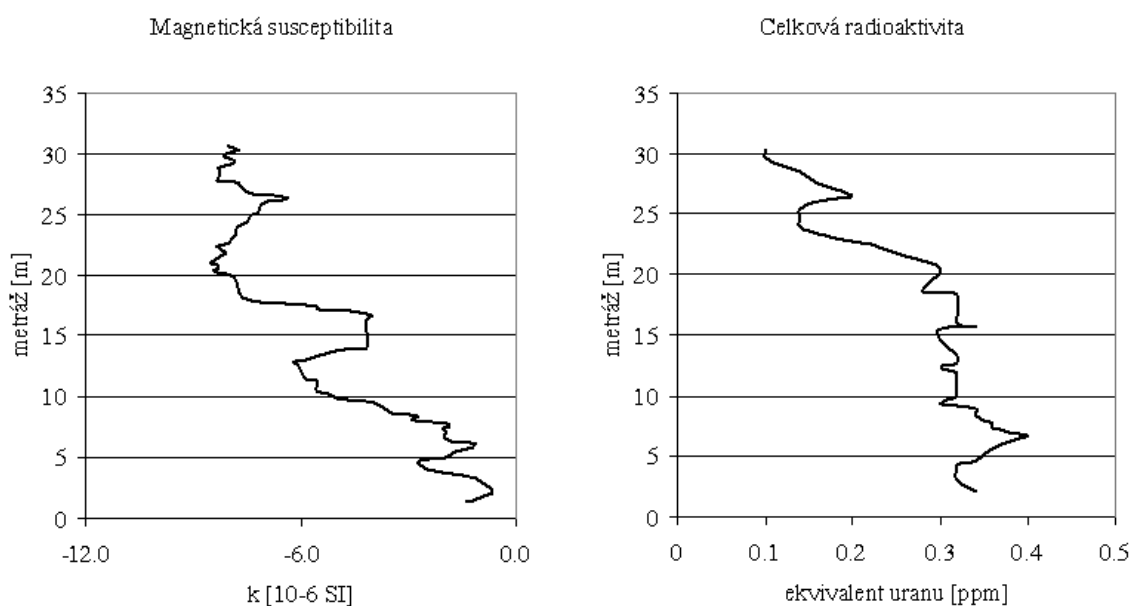 Magnetická susceptibilita
35
30
25
20
15
10
5
0
metráž [m]
-12.0 -6.0 0.0
k [10-6 SI]
Celková radioaktivita
35
30
25
20
15
10
5
0
metráž [m]
0 0.1 0.2 0.3 0.4 0.5
ekvivalent uranu [ppm]